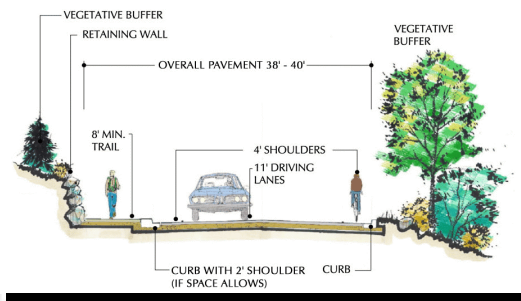 VEGETATIVE BUFFER
RETAINING WALL
VEGETATIVE
BUFFER
OVERALL PAVEMENT 38' - 40'
8' MIN.
TRAIL
4' SHOULDERS
11' DRIVING
LANES
CURB WITH 2' SHOULDER
(IF SPACE ALLOWS)
CURB